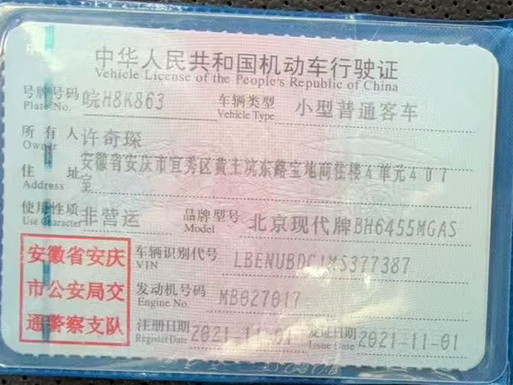 中华人民共和国机动车行驶证
Vehicle License of the People's Republic of China
号牌号码 皖H8K863 车辆类型 小型普通客车
Plate No. Vehicle Type
所有人 许奇琛
Owner
住址 安徽省安庆市宜秀区黄土坑东路宝地商住楼4单元407
Address 室
使用性质 非营运 品牌型号 北京现代牌BH6455MGAS
Use Character Model
安徽省安庆 车辆识别代号
VIN
市公安局交 发动机号码 MB027017
Engine No.
通警察支队 注册日期 2021-11-01 发证日期 2021-11-01
Register Date Issue Date